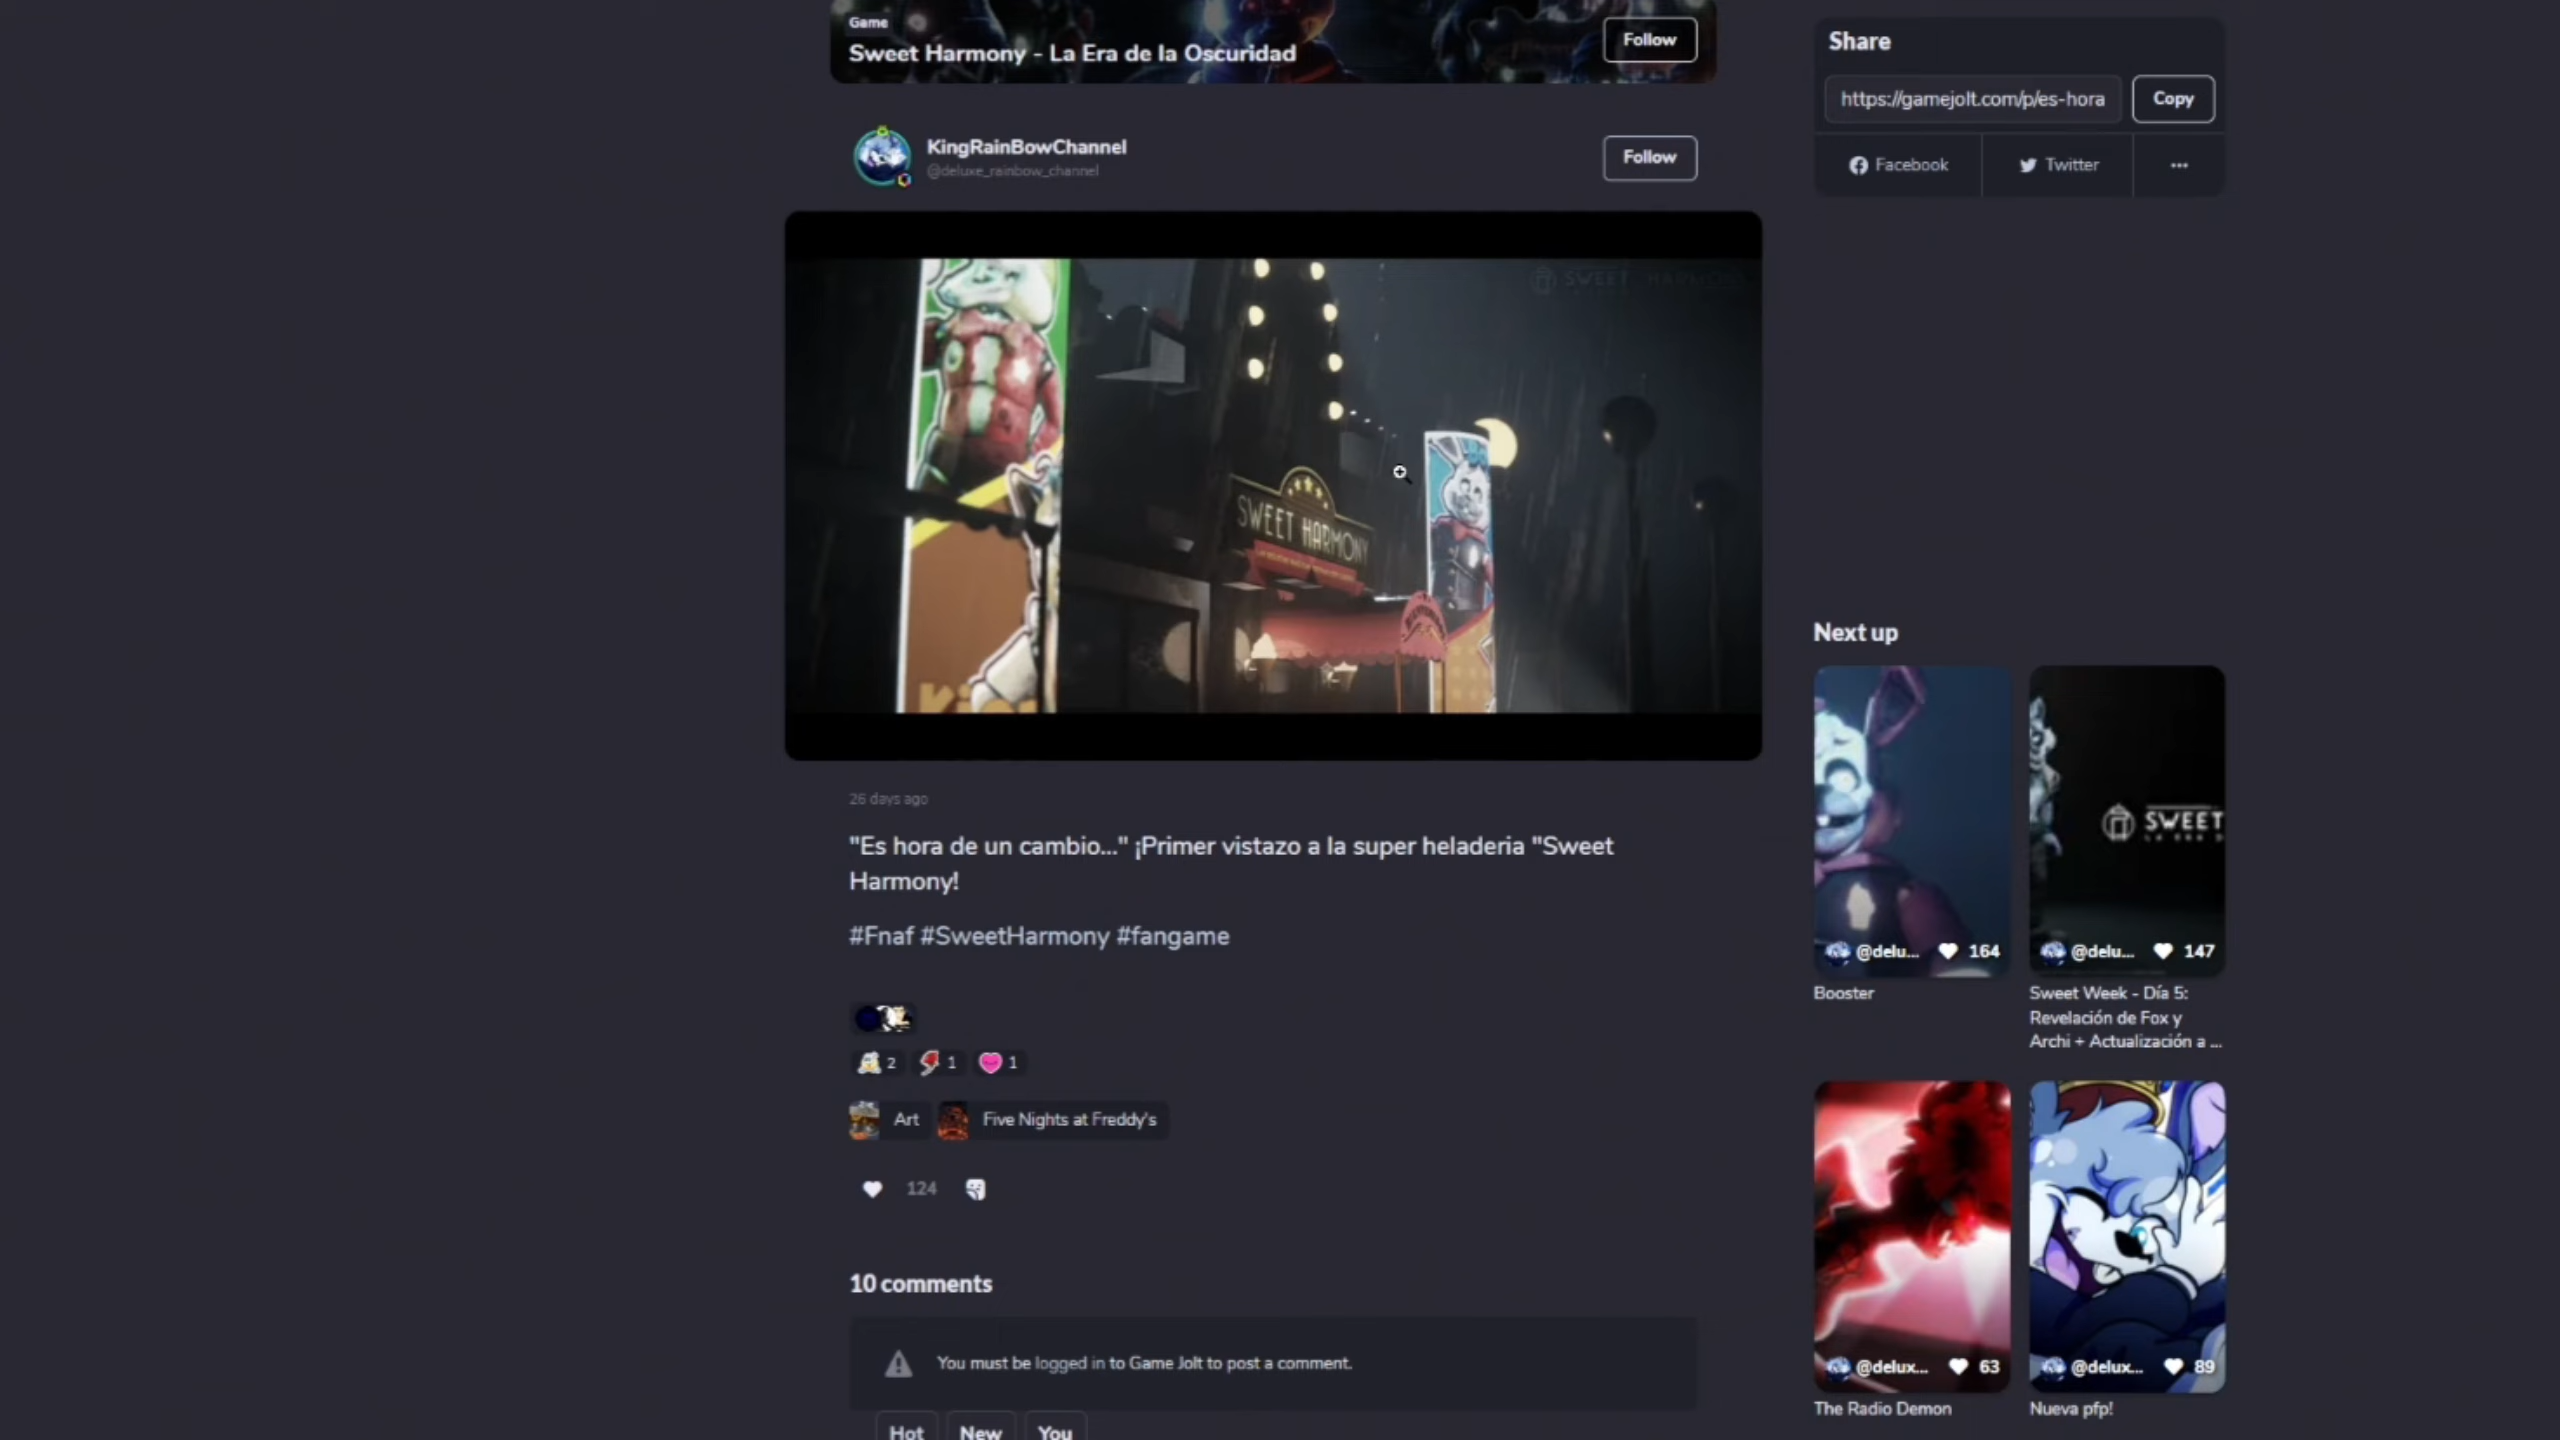 Game
Sweet Harmony - La Era de la Oscuridad
Follow
KingRainBowChannel
@deluxe_rainbow_channel
Follow
SWEET HARMONY
SWEET HARMONY
26 days ago
"Es hora de un cambio..." ¡Primer vistazo a la super heladeria "Sweet
Harmony!
#Fnaf #SweetHarmony #fangame
2
1
1
Art
Five Nights at Freddy's
124
10 comments
You must be logged in to Game Jolt to post a comment.
Hot
New
You
Share
https://gamejolt.com/p/es-hora
Copy
Facebook
Twitter
...
Next up
@delu... 164
Booster
SWEET
@delu... 147
Sweet Week - Día 5:
Revelación de Fox y
Archi + Actualización a ...
@delux... 63
The Radio Demon
@delux... 89
Nueva pfp!